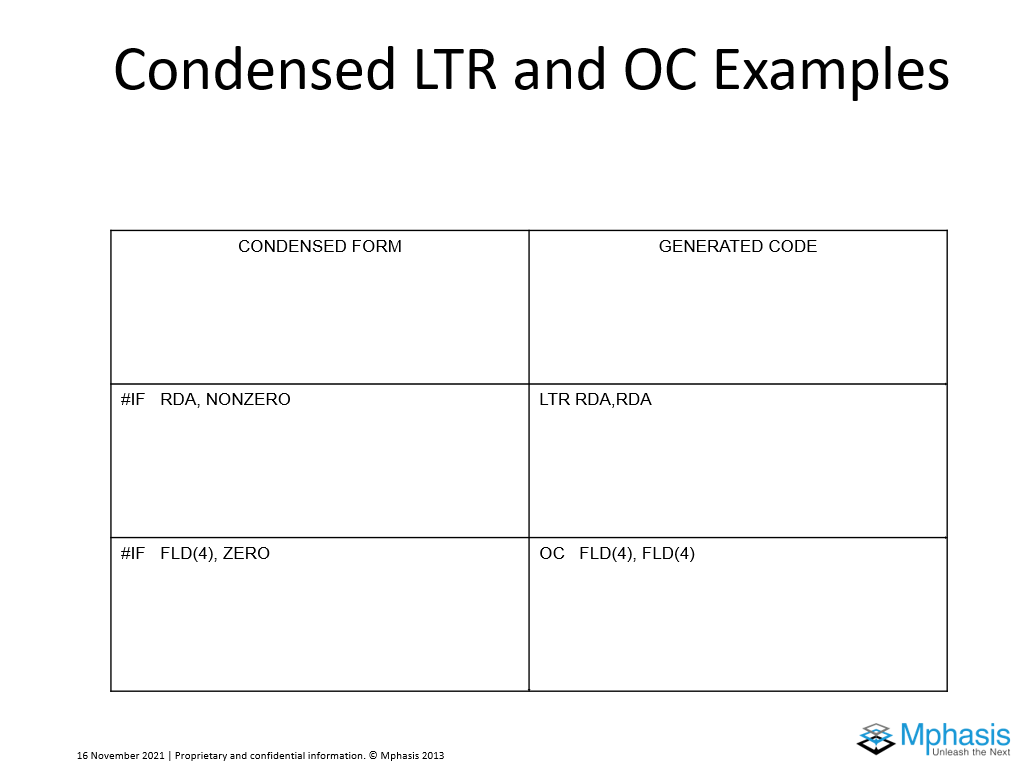 Condensed LTR and OC Examples
CONDENSED FORM
GENERATED CODE
#IF   RDA, NONZERO
LTR RDA,RDA
#IF   FLD(4), ZERO
OC   FLD(4), FLD(4)
16 November 2021 | Proprietary and confidential information. © Mphasis 2013
Mphasis
Unleash the Next